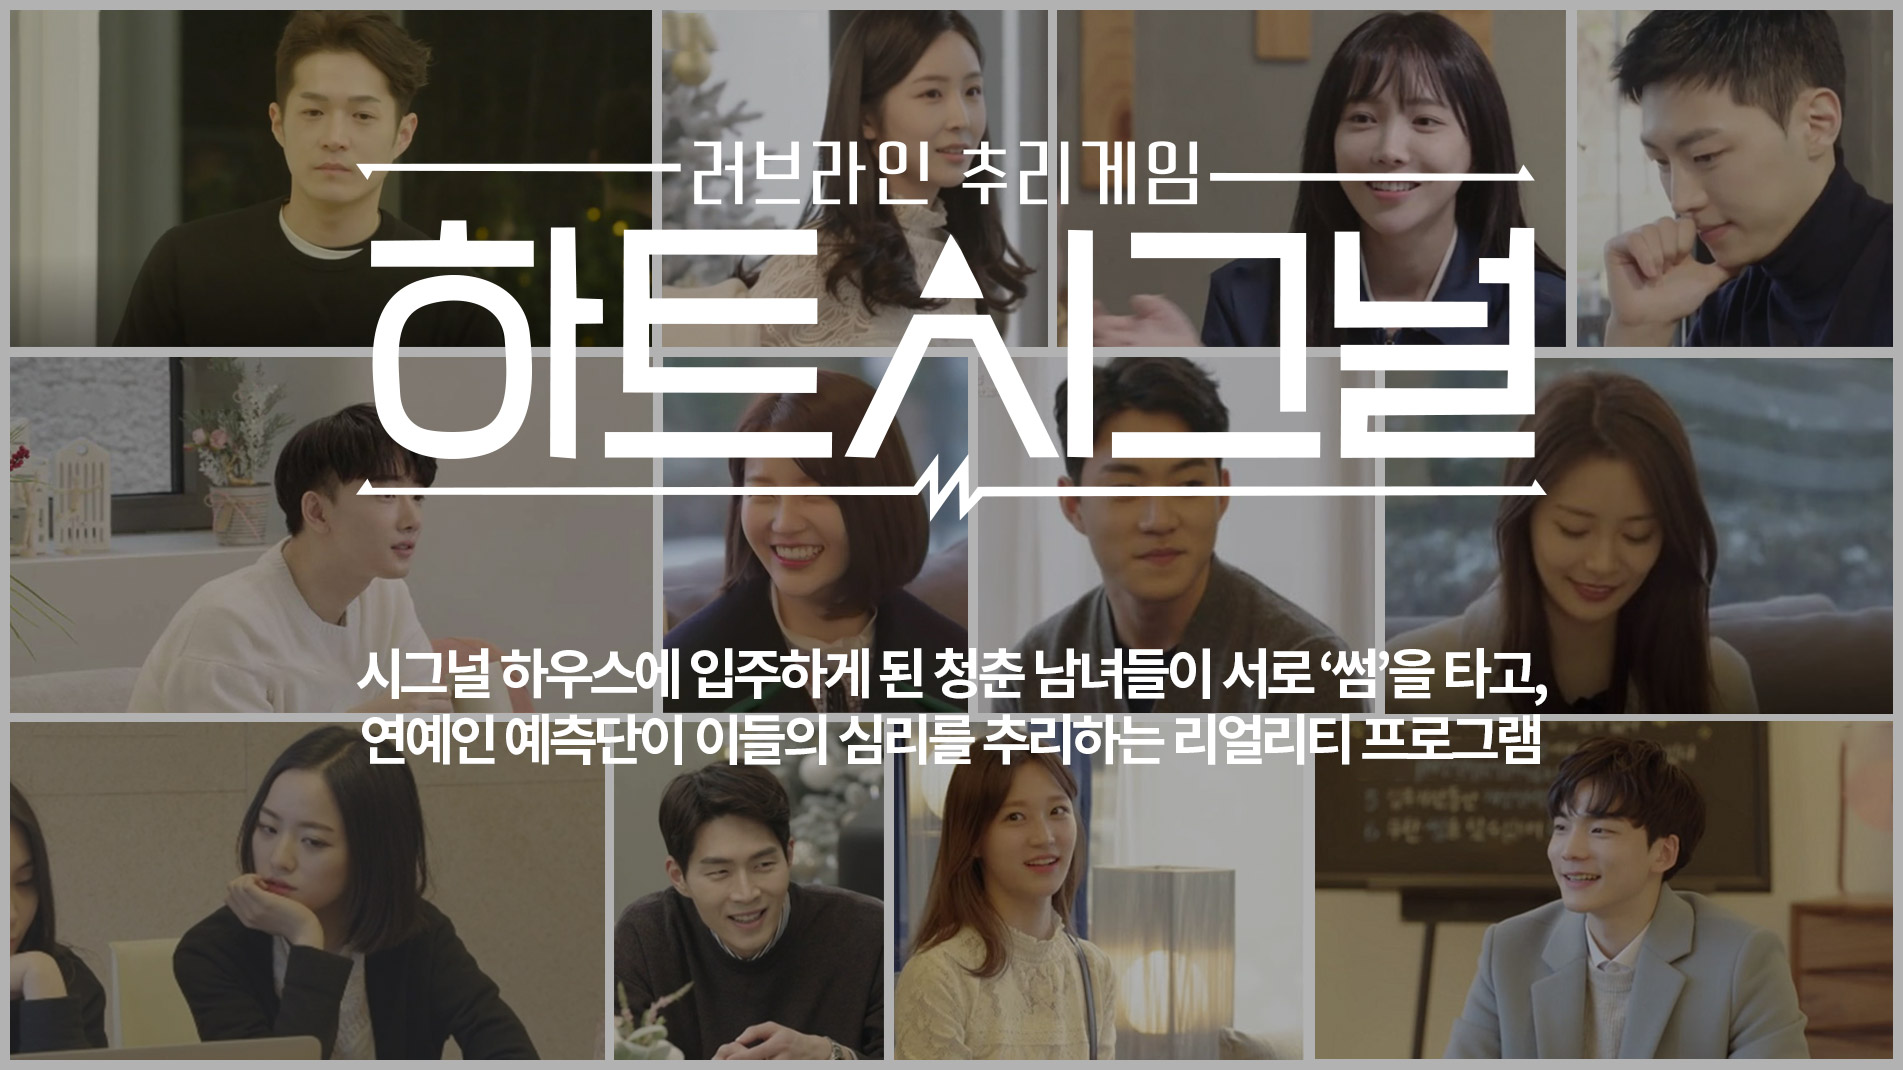 러브라인 추리게임
하트시그널
시그널 하우스에 입주하게 된 청춘 남녀들이 서로 ‘썸’을 타고,
연예인 예측단이 이들의 심리를 추리하는 리얼리티 프로그램